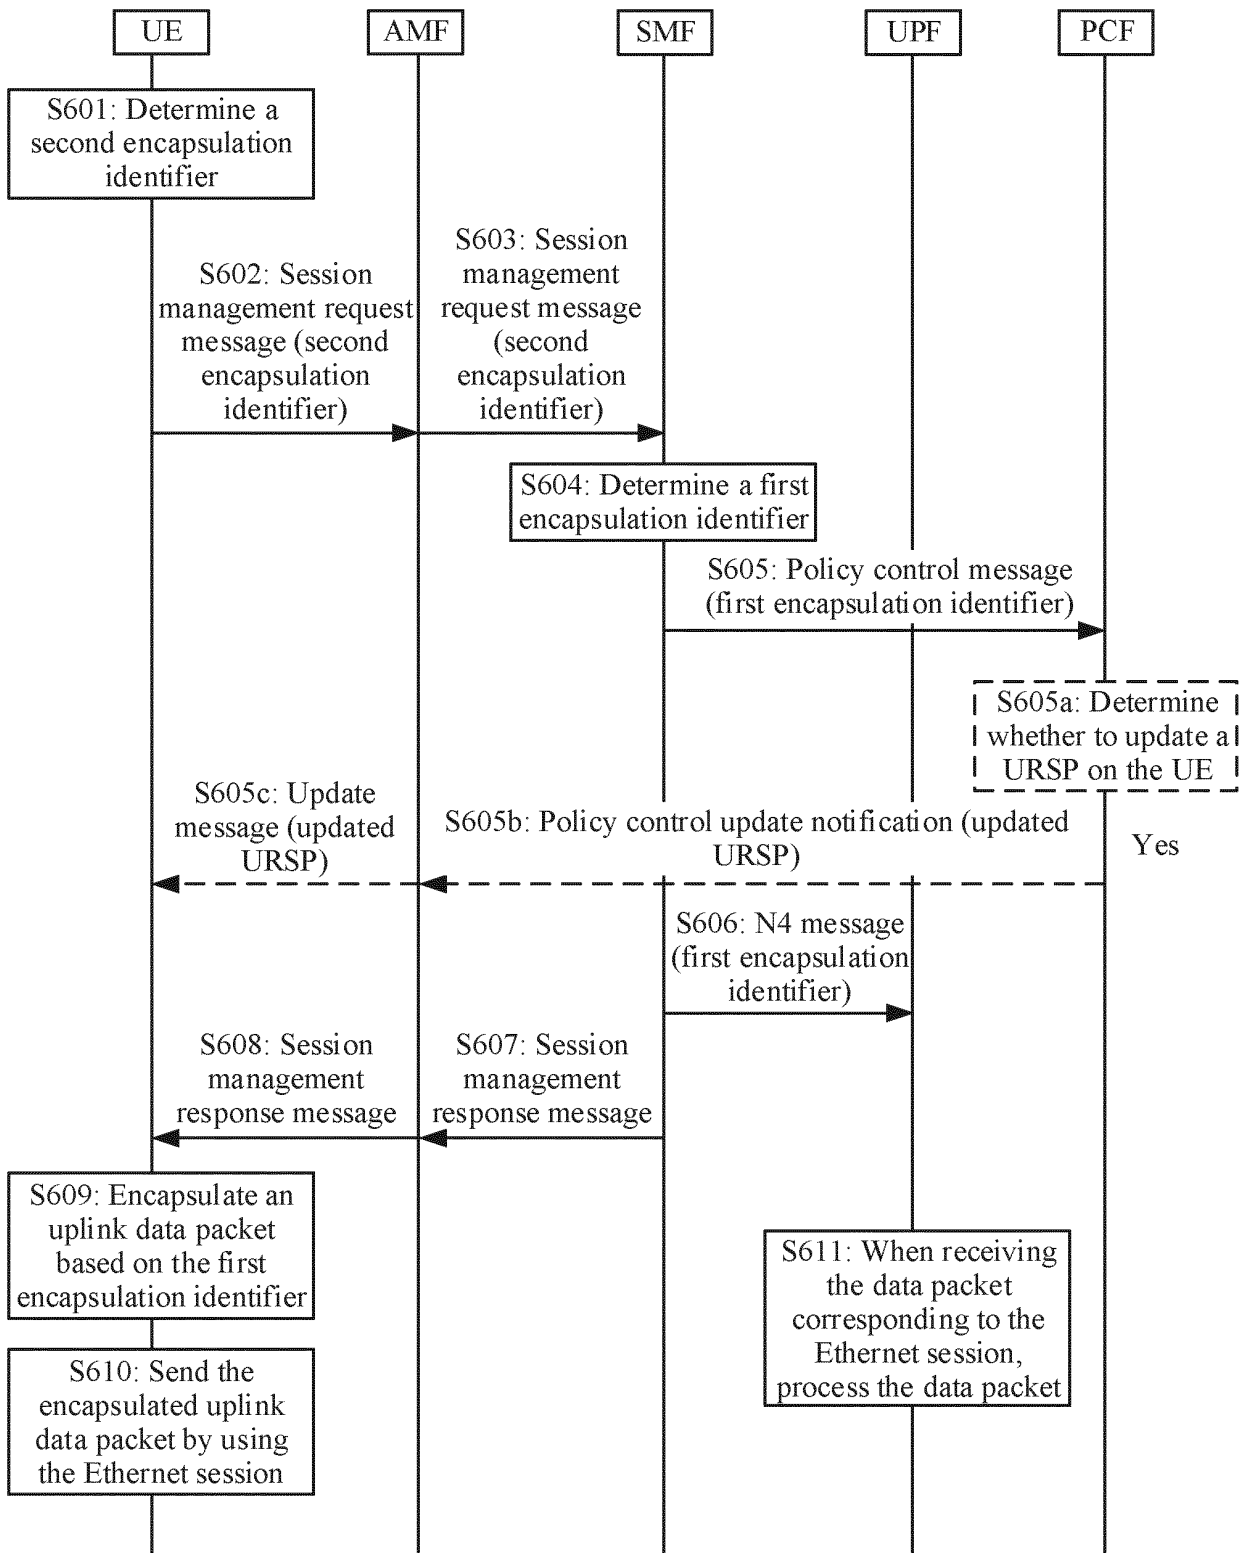 UE
AMF
SMF
UPF
PCF
S601: Determine a
second encapsulation
identifier
S602: Session
management request
message (second
encapsulation
identifier)
S603: Session
management
request message
(second
encapsulation
identifier)
S604: Determine a first
encapsulation identifier
S605: Policy control message
(first encapsulation identifier)
S605a: Determine
whether to update a
URSP on the UE
S605c: Update
message (updated
URSP)
S605b: Policy control update notification (updated
URSP)
Yes
S606: N4 message
(first encapsulation
identifier)
S608: Session
management
response message
S607: Session
management
response message
S609: Encapsulate an
uplink data packet
based on the first
encapsulation identifier
S611: When receiving
the data packet
corresponding to the
Ethernet session,
process the data packet
S610: Send the
encapsulated uplink
data packet by using
the Ethernet session